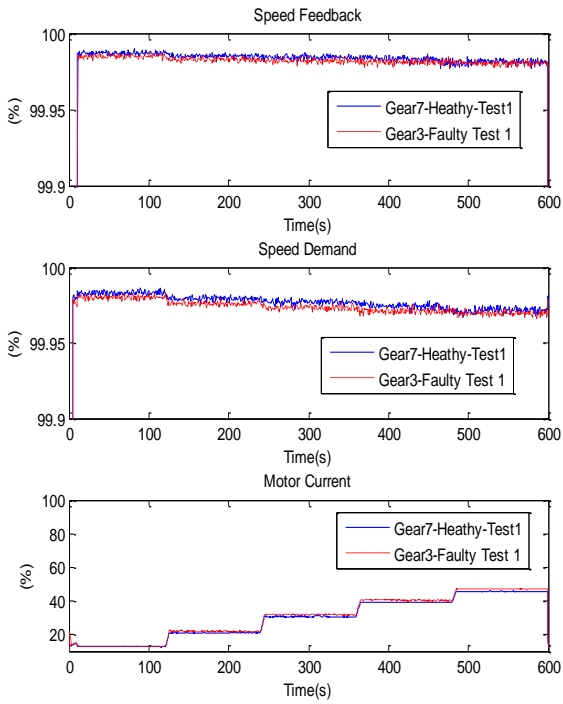 Speed Feedback
100
99.95
99.9
(%)
Gear7-Heathy-Test1
Gear3-Faulty Test 1
0 100 200 300 400 500 600
Time(s)
Speed Demand
100
99.95
99.9
(%)
Gear7-Heathy-Test1
Gear3-Faulty Test 1
0 100 200 300 400 500 600
Time(s)
Motor Current
100
80
60
40
20
(%)
Gear7-Heathy-Test1
Gear3-Faulty Test 1
0 100 200 300 400 500 600
Time(s)